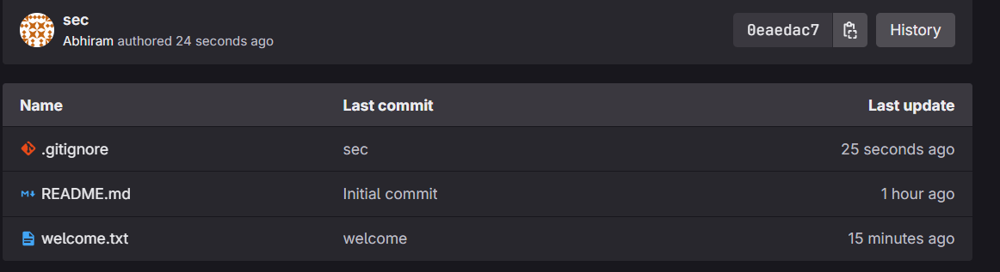 sec
Abhiram authored 24 seconds ago
0eaedac7 History
Name Last commit Last update
.gitignore sec 25 seconds ago
README.md Initial commit 1 hour ago
welcome.txt welcome 15 minutes ago